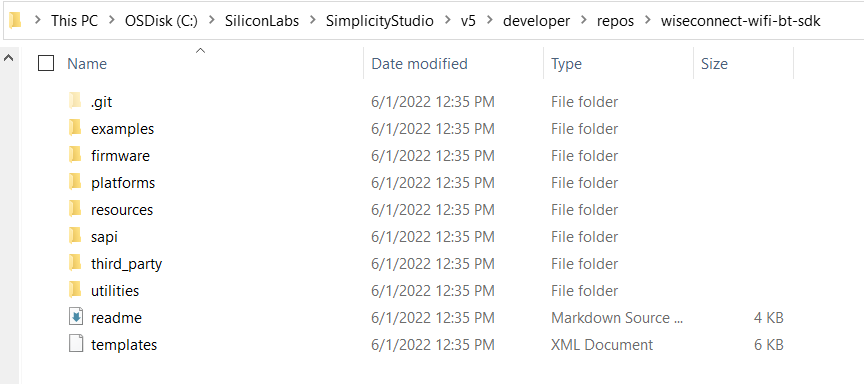 This PC > OSDisk (C:) > SiliconLabs > SimplicityStudio > v5 > developer > repos > wiseconnect-wifi-bt-sdk
Name Date modified Type Size
.git 6/1/2022 12:35 PM File folder
examples 6/1/2022 12:35 PM File folder
firmware 6/1/2022 12:35 PM File folder
platforms 6/1/2022 12:35 PM File folder
resources 6/1/2022 12:35 PM File folder
sapi 6/1/2022 12:35 PM File folder
third_party 6/1/2022 12:35 PM File folder
utilities 6/1/2022 12:35 PM File folder
readme 6/1/2022 12:35 PM Markdown Source ... 4 KB
templates 6/1/2022 12:35 PM XML Document 6 KB